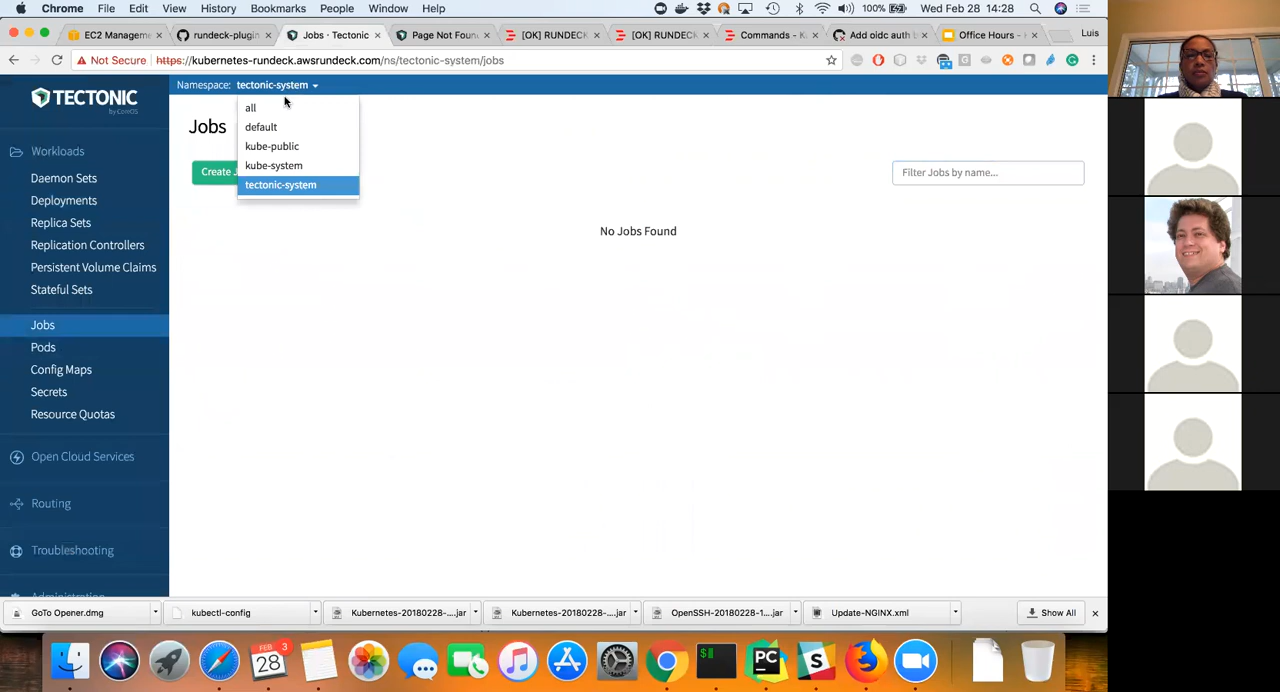 Chrome File Edit View History Bookmarks People Window Help 100% Wed Feb 28 14:28
EC2 Manageme rundeck-plugin Jobs · Tectonic Page Not Foun [OK] RUNDECK [OK] RUNDECK Commands - K Add oidc auth b Office Hours - Luis
Not Secure https://kubernetes-rundeck.awsrundeck.com/ns/tectonic-system/jobs
TECTONIC
by CoreOS
Namespace: tectonic-system
all
default
kube-public
kube-system
tectonic-system
Jobs
Create J
Filter Jobs by name...
No Jobs Found
Workloads
Daemon Sets
Deployments
Replica Sets
Replication Controllers
Persistent Volume Claims
Stateful Sets
Jobs
Pods
Config Maps
Secrets
Resource Quotas
Open Cloud Services
Routing
Troubleshooting
GoTo Opener.dmg kubectl-config Kubernetes-20180228-....jar Kubernetes-20180228-....jar OpenSSH-20180228-1....jar Update-NGINX.xml Show All
FEB 3
28
$
PC
S